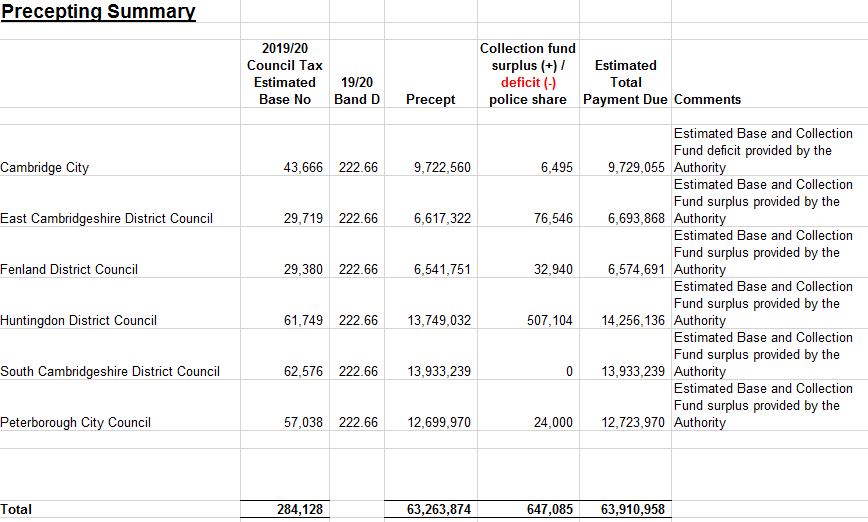 Precepting Summary
2019/20 Council Tax Estimated Base No | 19/20 Band D | Precept | Collection fund surplus (+) / deficit (-) police share | Estimated Total Payment Due | Comments
Cambridge City | 43,666 | 222.66 | 9,722,560 | 6,495 | 9,729,055 | Estimated Base and Collection Fund deficit provided by the Authority
East Cambridgeshire District Council | 29,719 | 222.66 | 6,617,322 | 76,546 | 6,693,868 | Estimated Base and Collection Fund surplus provided by the Authority
Fenland District Council | 29,380 | 222.66 | 6,541,751 | 32,940 | 6,574,691 | Estimated Base and Collection Fund surplus provided by the Authority
Huntingdon District Council | 61,749 | 222.66 | 13,749,032 | 507,104 | 14,256,136 | Estimated Base and Collection Fund surplus provided by the Authority
South Cambridgeshire District Council | 62,576 | 222.66 | 13,933,239 | 0 | 13,933,239 | Estimated Base and Collection Fund surplus provided by the Authority
Peterborough City Council | 57,038 | 222.66 | 12,699,970 | 24,000 | 12,723,970 | Estimated Base and Collection Fund surplus provided by the Authority
Total | 284,128 | 63,263,874 | 647,085 | 63,910,958